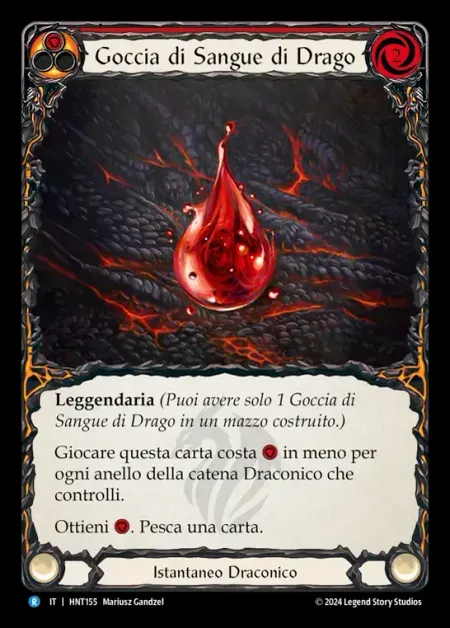 Goccia di Sangue di Drago
2
Leggendaria (Puoi avere solo 1 Goccia di
Sangue di Drago in un mazzo costruito.)
Giocare questa carta costa in meno per
ogni anello della catena Draconico che
controlli.
Ottieni . Pesca una carta.
Istantaneo Draconico
R IT | HNT155 Mariusz Gandzel
© 2024 Legend Story Studios